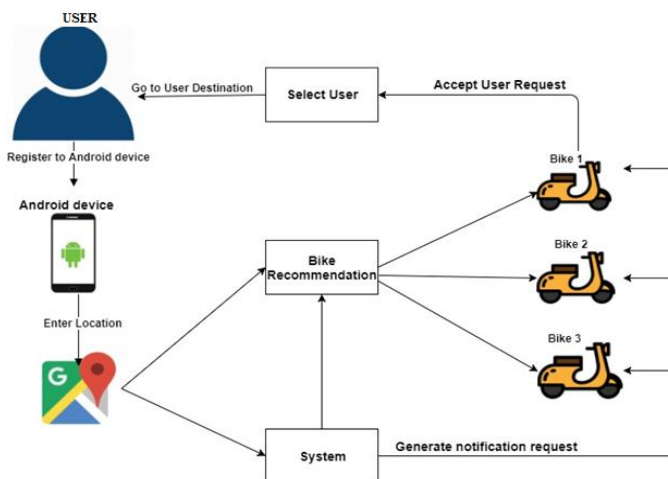 USER
Go to User Destination
Select User
Accept User Request
Register to Android device
Bike 1
Android device
Bike 2
Bike
Recommendation
Enter Location
Bike 3
G
System
Generate notification request